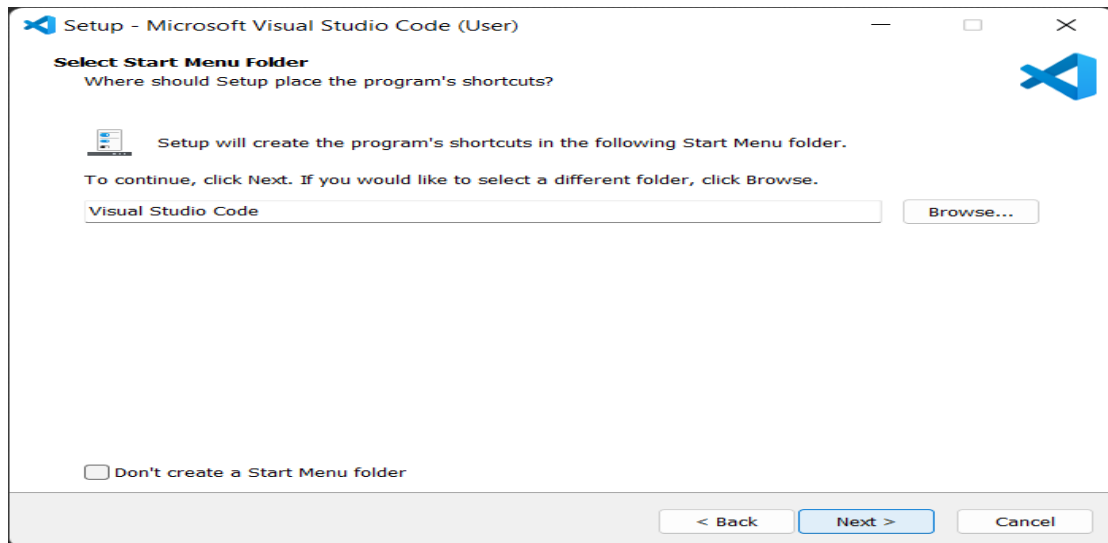 Setup - Microsoft Visual Studio Code (User)
Select Start Menu Folder
Where should Setup place the program's shortcuts?
Setup will create the program's shortcuts in the following Start Menu folder.
To continue, click Next. If you would like to select a different folder, click Browse.
Visual Studio Code
Browse...
Don't create a Start Menu folder
< Back
Next >
Cancel